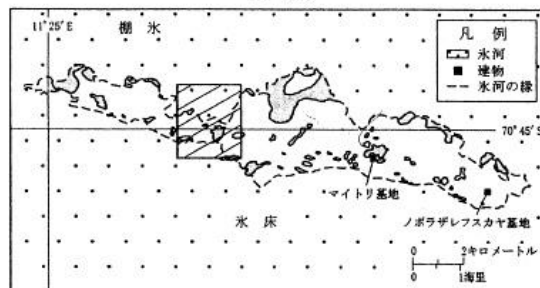 11°25′E
棚氷
凡例
氷河
建物
氷河の縁
70°45′S
マイトリ墓地
ノボラザレフスカヤ墓地
氷床
0 2キロメートル
0 1海里